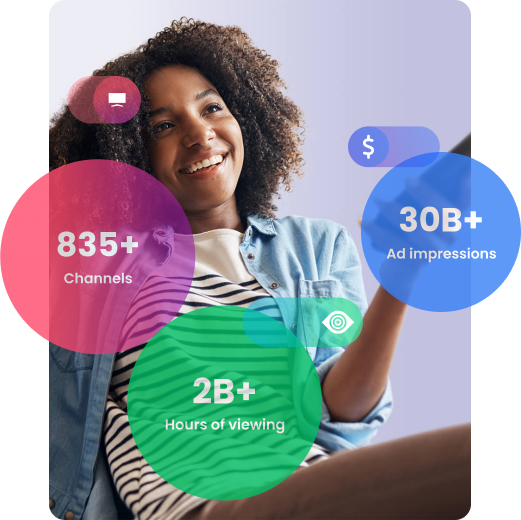 835+
Channels
$
30B+
Ad impressions
2B+
Hours of viewing